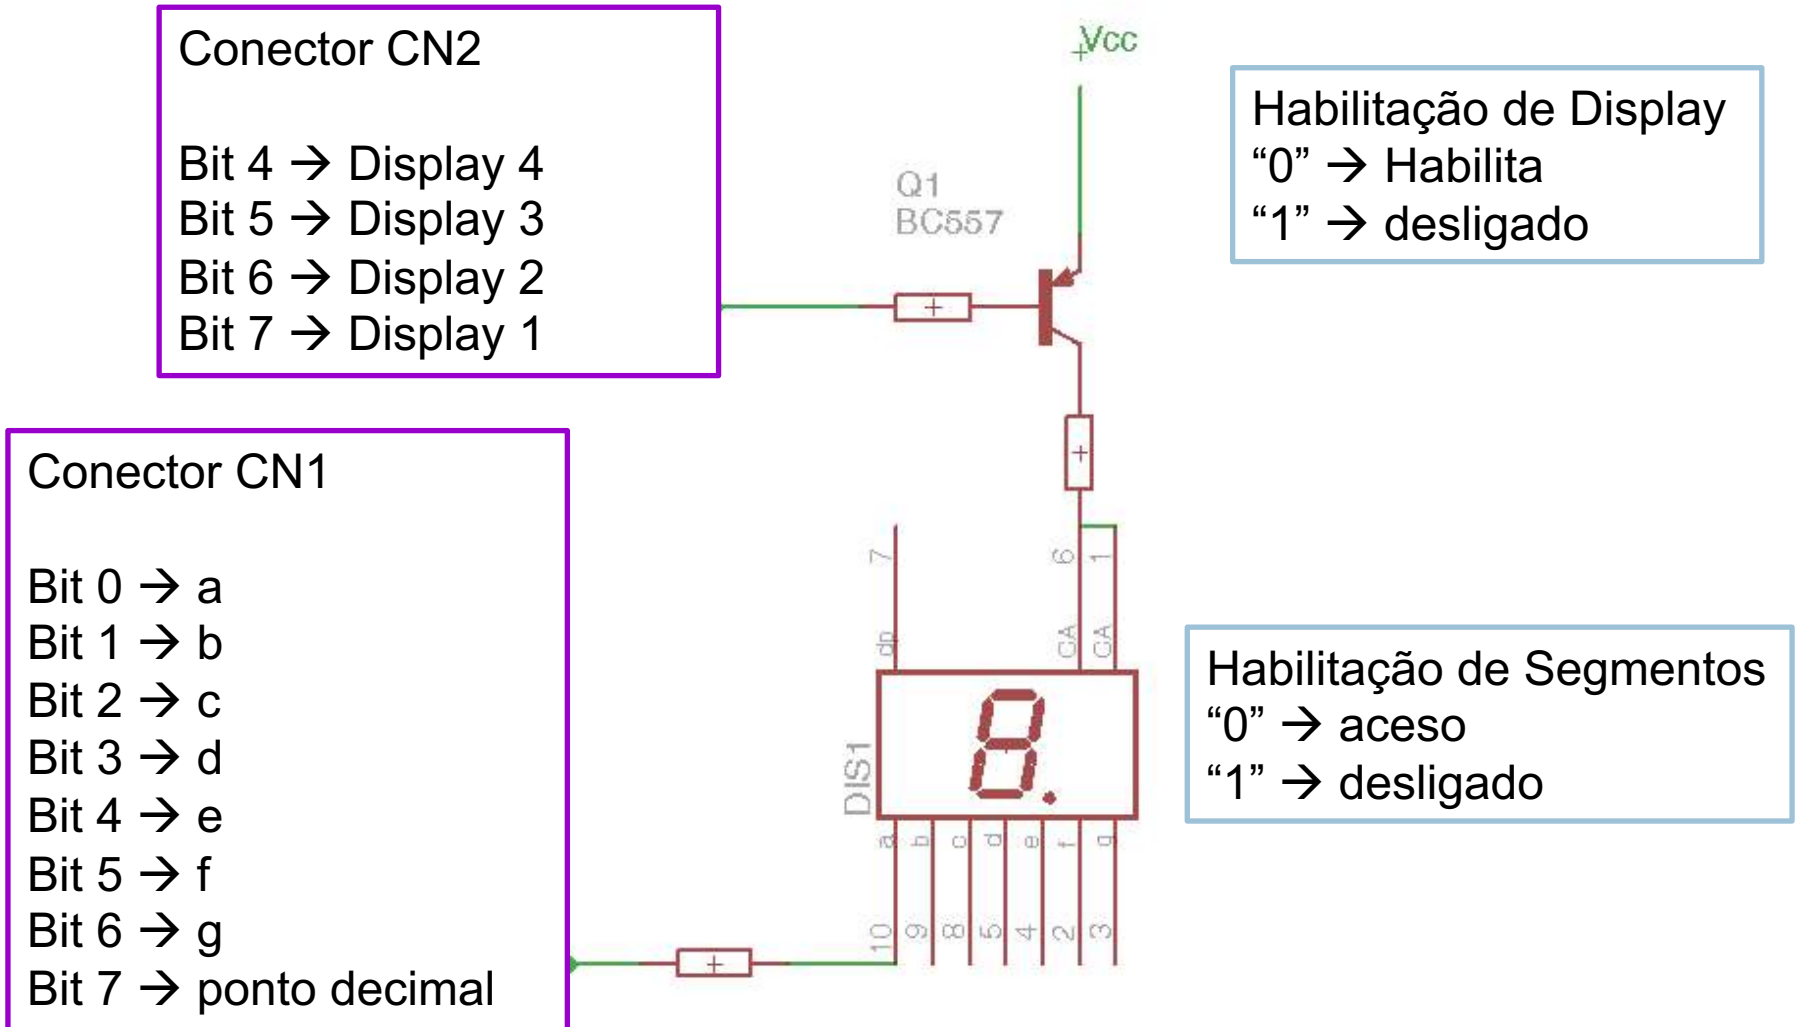 Conector CN2
Bit 4 → Display 4
Bit 5 → Display 3
Bit 6 → Display 2
Bit 7 → Display 1
Vcc
Q1
BC557
Habilitação de Display
“0” → Habilita
“1” → desligado
Conector CN1
Bit 0 → a
Bit 1 → b
Bit 2 → c
Bit 3 → d
Bit 4 → e
Bit 5 → f
Bit 6 → g
Bit 7 → ponto decimal
7
6
1
dp
CA
CA
DIS1
a b c d e f g
10 9 8 5 4 2 3
Habilitação de Segmentos
“0” → aceso
“1” → desligado